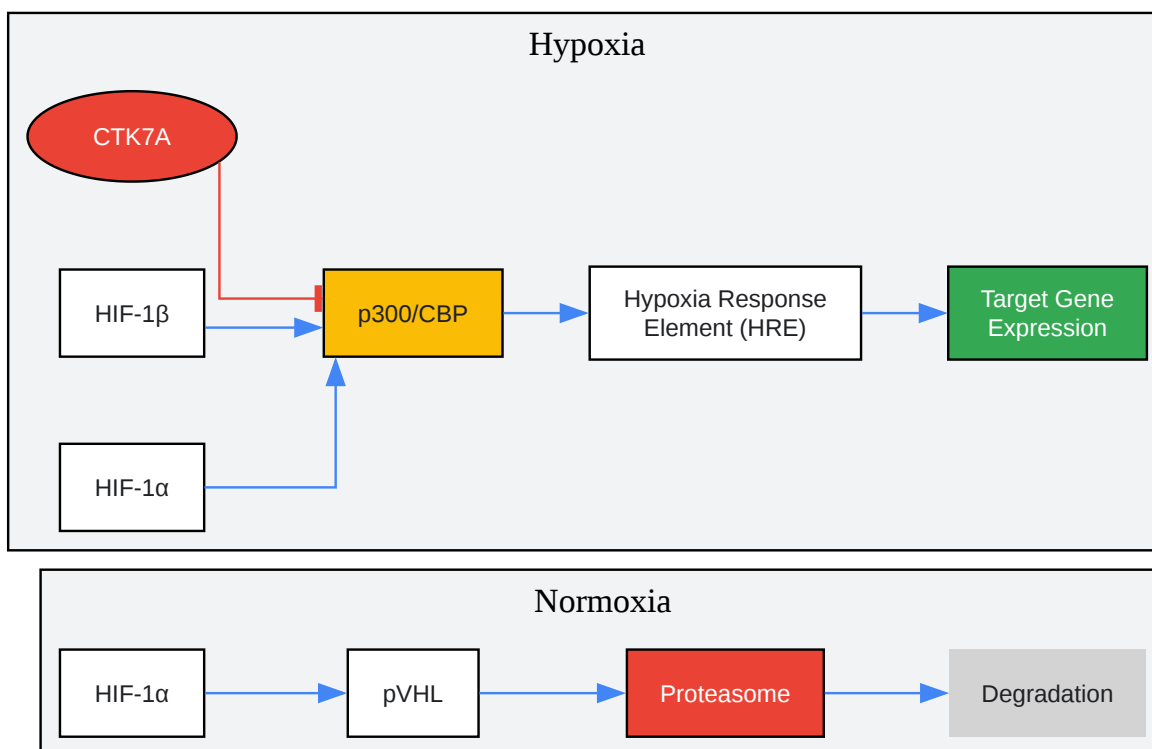 Hypoxia
CTK7A
HIF-1β
p300/CBP
Hypoxia Response
Element (HRE)
Target Gene
Expression
HIF-1α
Normoxia
HIF-1α
pVHL
Proteasome
Degradation